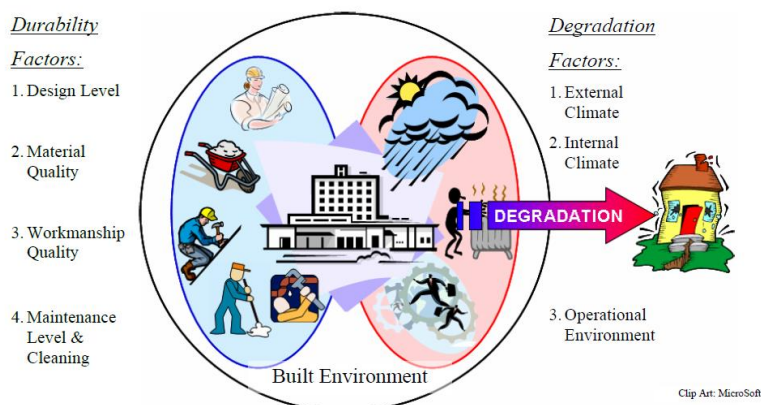 Durability
Factors:
1. Design Level
2. Material
Quality
3. Workmanship
Quality
4. Maintenance
Level &
Cleaning
H
DEGRADATION
Built Environment
Degradation
Factors:
1. External
Climate
2. Internal
Climate
3. Operational
Environment
Clip Art: MicroSoft